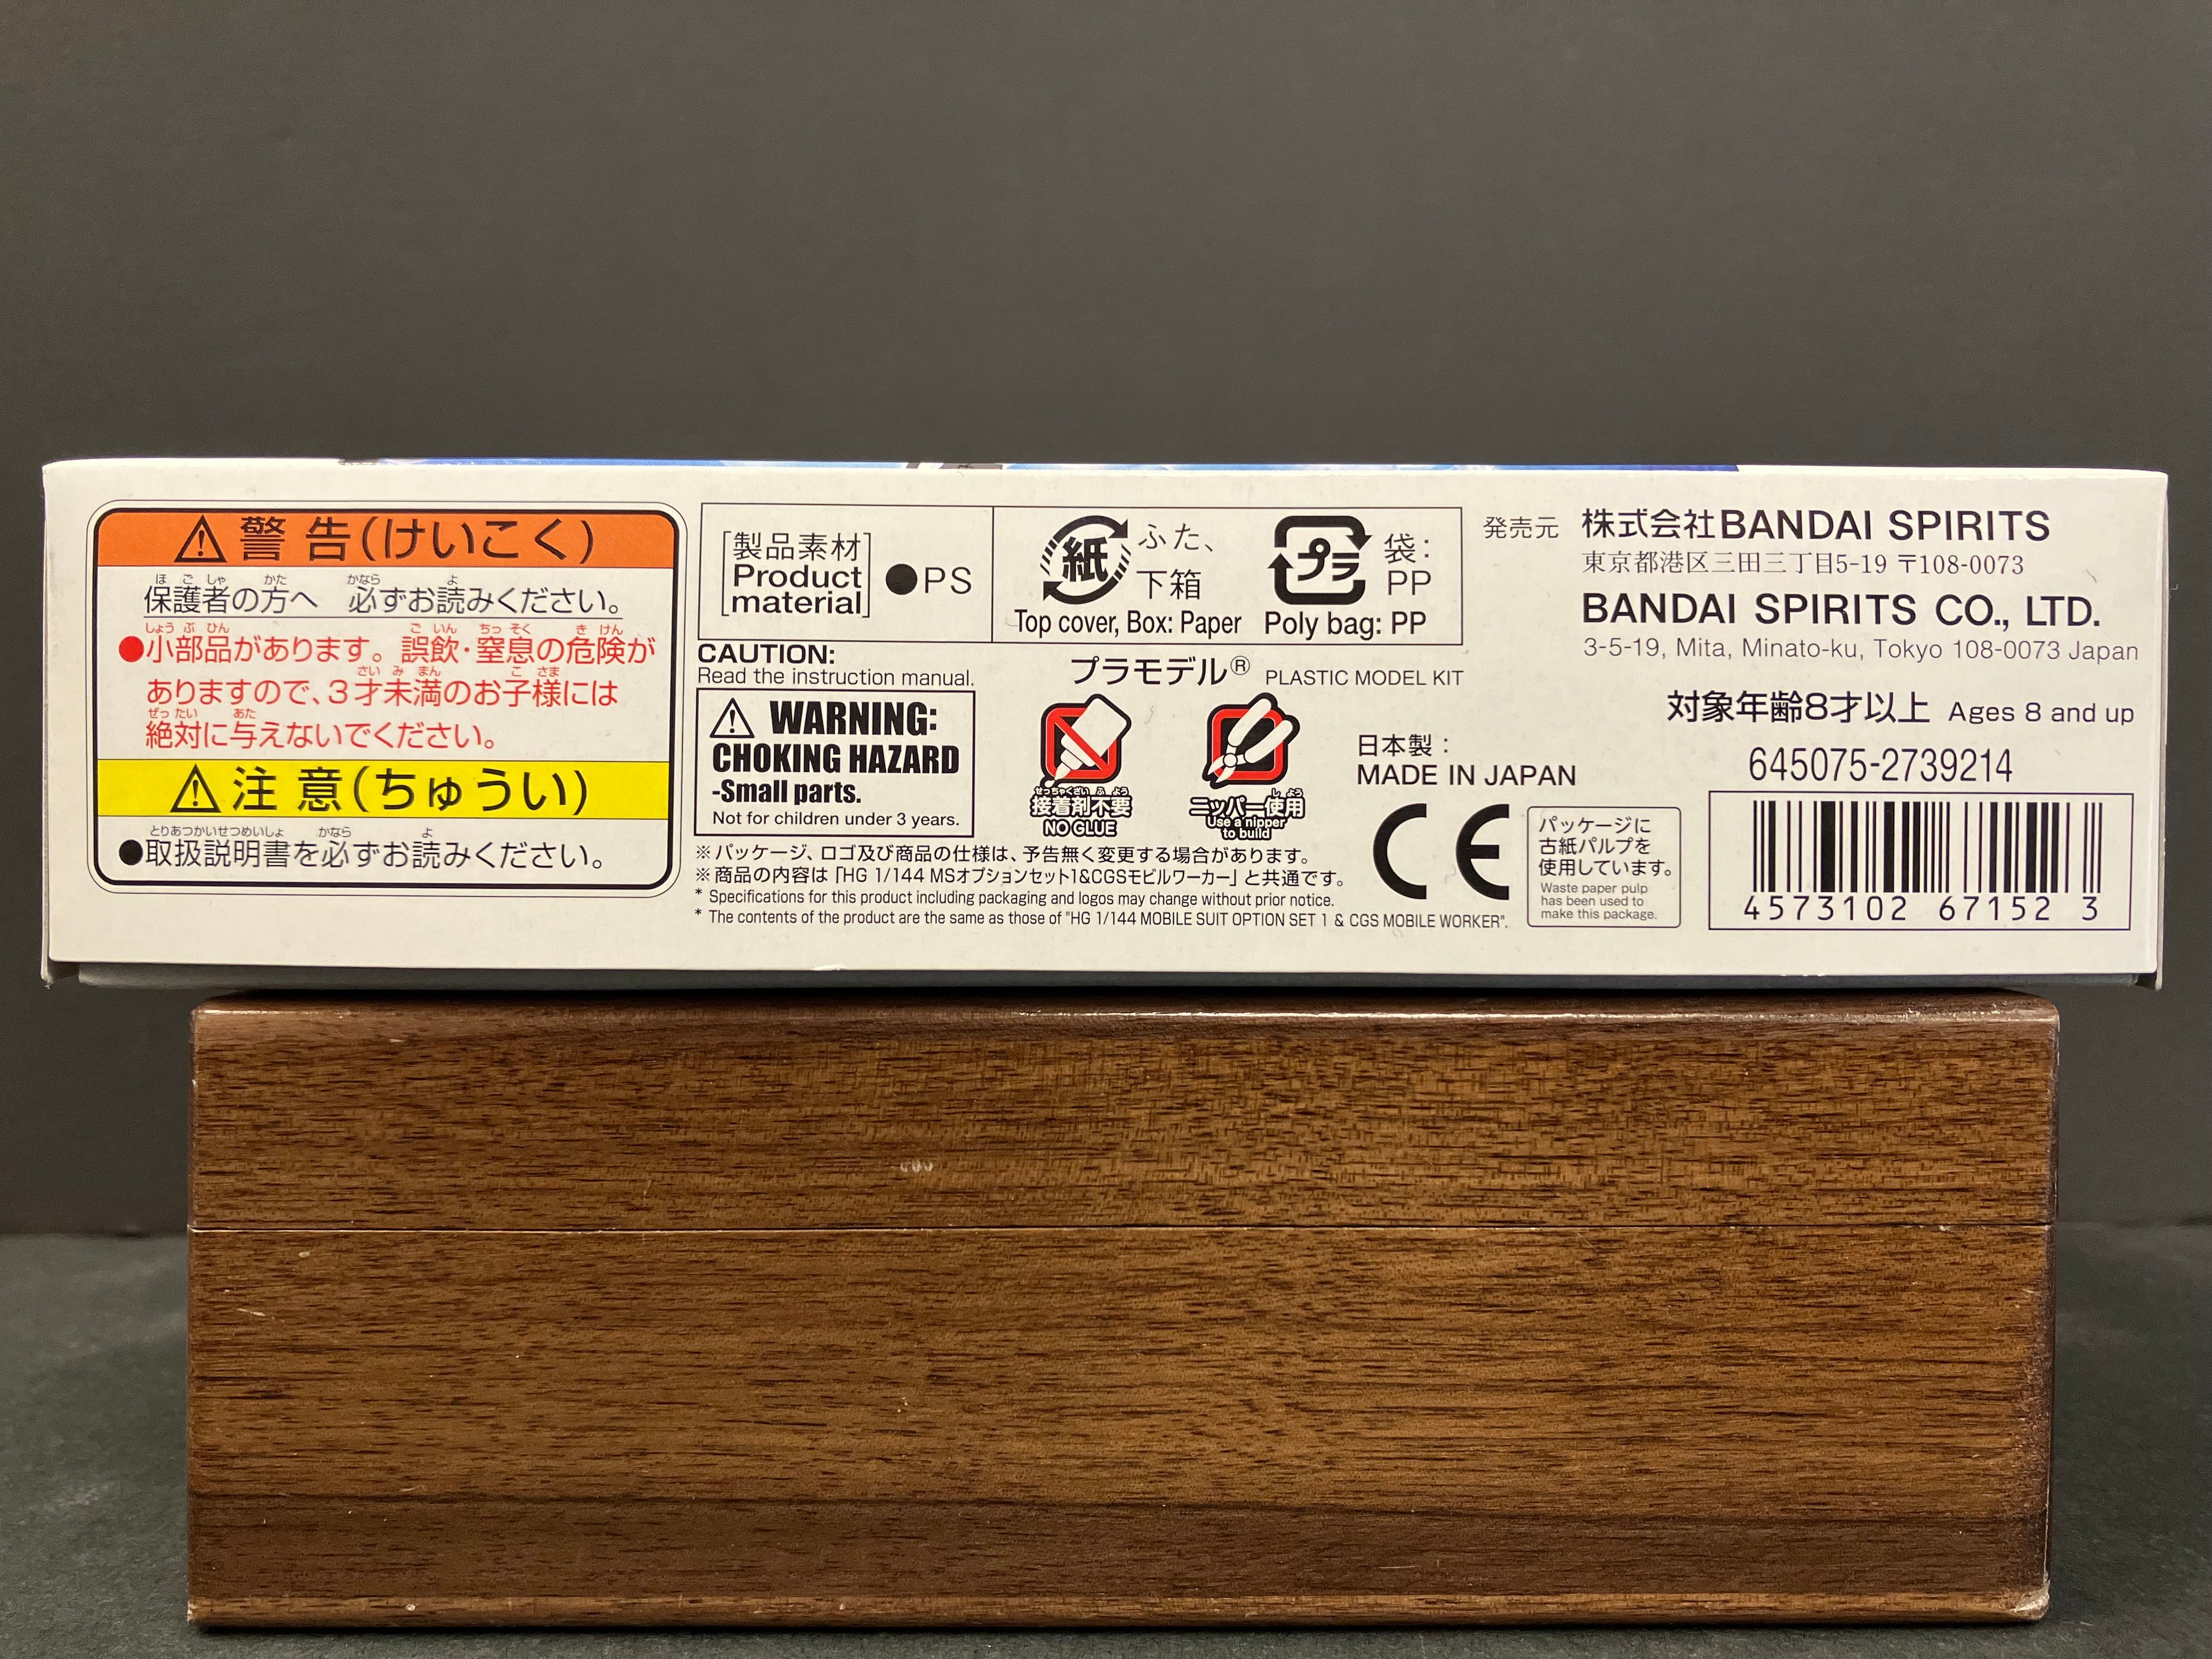 警告(けいこく)
保護者の方へ 必ずお読みください。
●小部品があります。誤飲・窒息の危険が
ありますので、3才未満のお子様には
絶対に与えないでください。
注意(ちゅうい)
●取扱説明書を必ずお読みください。
[製品素材
Product
material]
●PS
紙
ふた、
下箱
Top cover, Box: Paper
プラ
袋:
PP
Poly bag: PP
CAUTION:
Read the instruction manual.
WARNING:
CHOKING HAZARD
-Small parts.
Not for children under 3 years.
プラモデル® PLASTIC MODEL KIT
接着剤不要
NO GLUE
ニッパー使用
Use a nipper
to build
日本製:
MADE IN JAPAN
CE
※パッケージ、ロゴ及び商品の仕様は、予告無く変更する場合があります。
※商品の内容は「HG 1/144 MSオプションセット1&CGSモビルワーカー」と共通です。
* Specifications for this product including packaging and logos may change without prior notice.
* The contents of the product are the same as those of "HG 1/144 MOBILE SUIT OPTION SET 1 & CGS MOBILE WORKER".
パッケージに
古紙パルプを
使用しています。
Waste paper pulp
has been used to
make this package.
発売元 株式会社BANDAI SPIRITS
東京都港区三田三丁目5-19 〒108-0073
BANDAI SPIRITS CO., LTD.
3-5-19, Mita, Minato-ku, Tokyo 108-0073 Japan
対象年齢8才以上 Ages 8 and up
645075-2739214
4573102 67152 3